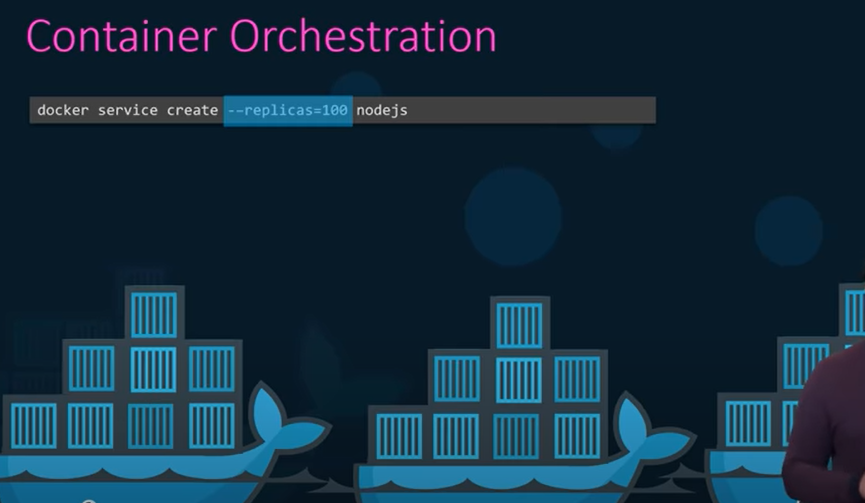 Container Orchestration
docker service create --replicas=100 nodejs